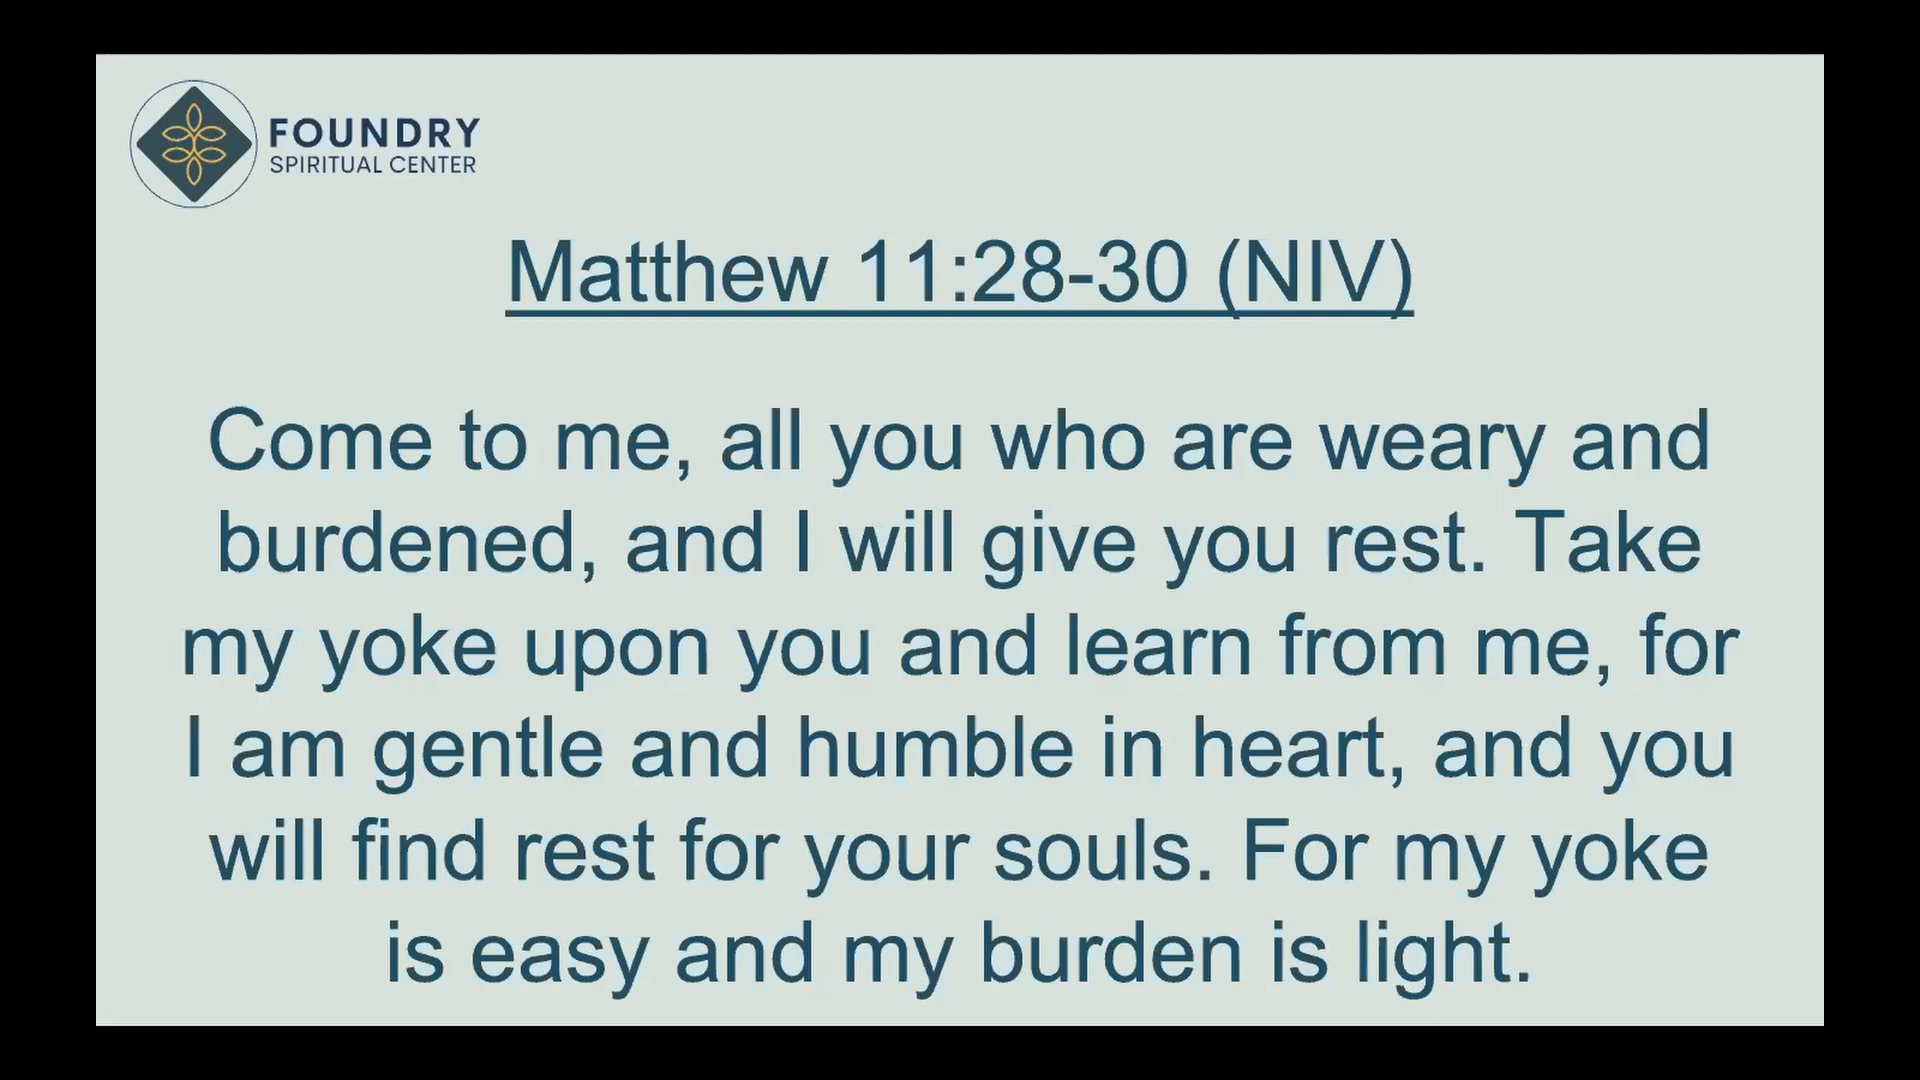 FOUNDRY
SPIRITUAL CENTER
Matthew 11:28-30 (NIV)
Come to me, all you who are weary and
burdened, and I will give you rest. Take
my yoke upon you and learn from me, for
I am gentle and humble in heart, and you
will find rest for your souls. For my yoke
is easy and my burden is light.